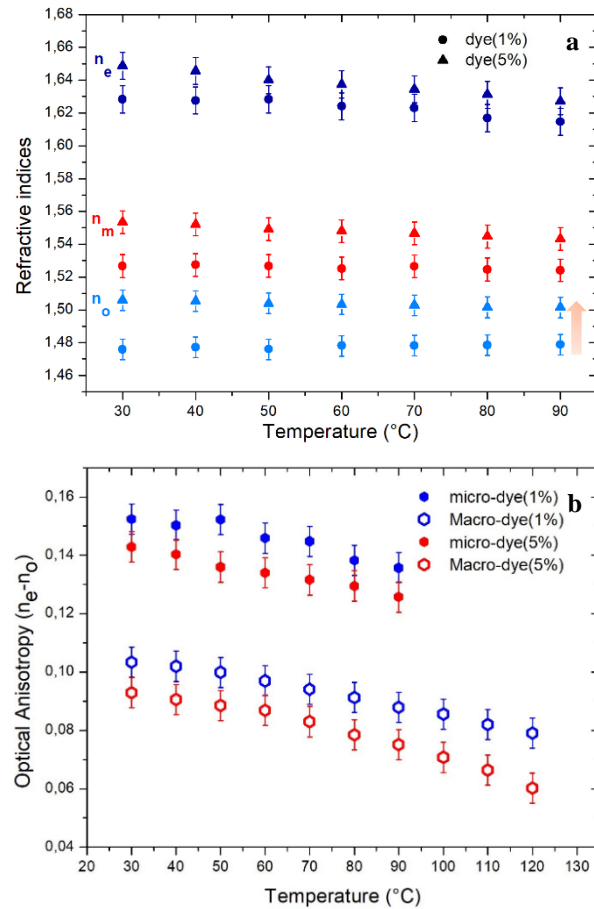 a
dye(1%)
dye(5%)
n e
n m
n o
1,68
1,66
1,64
1,62
1,60
1,58
1,56
1,54
1,52
1,50
1,48
1,46
Refractive indices
30 40 50 60 70 80 90
Temperature (°C)
b
micro-dye(1%)
Macro-dye(1%)
micro-dye(5%)
Macro-dye(5%)
0,16
0,14
0,12
0,10
0,08
0,06
0,04
Optical Anisotropy (ne-no)
20 30 40 50 60 70 80 90 100 110 120 130
Temperature (°C)